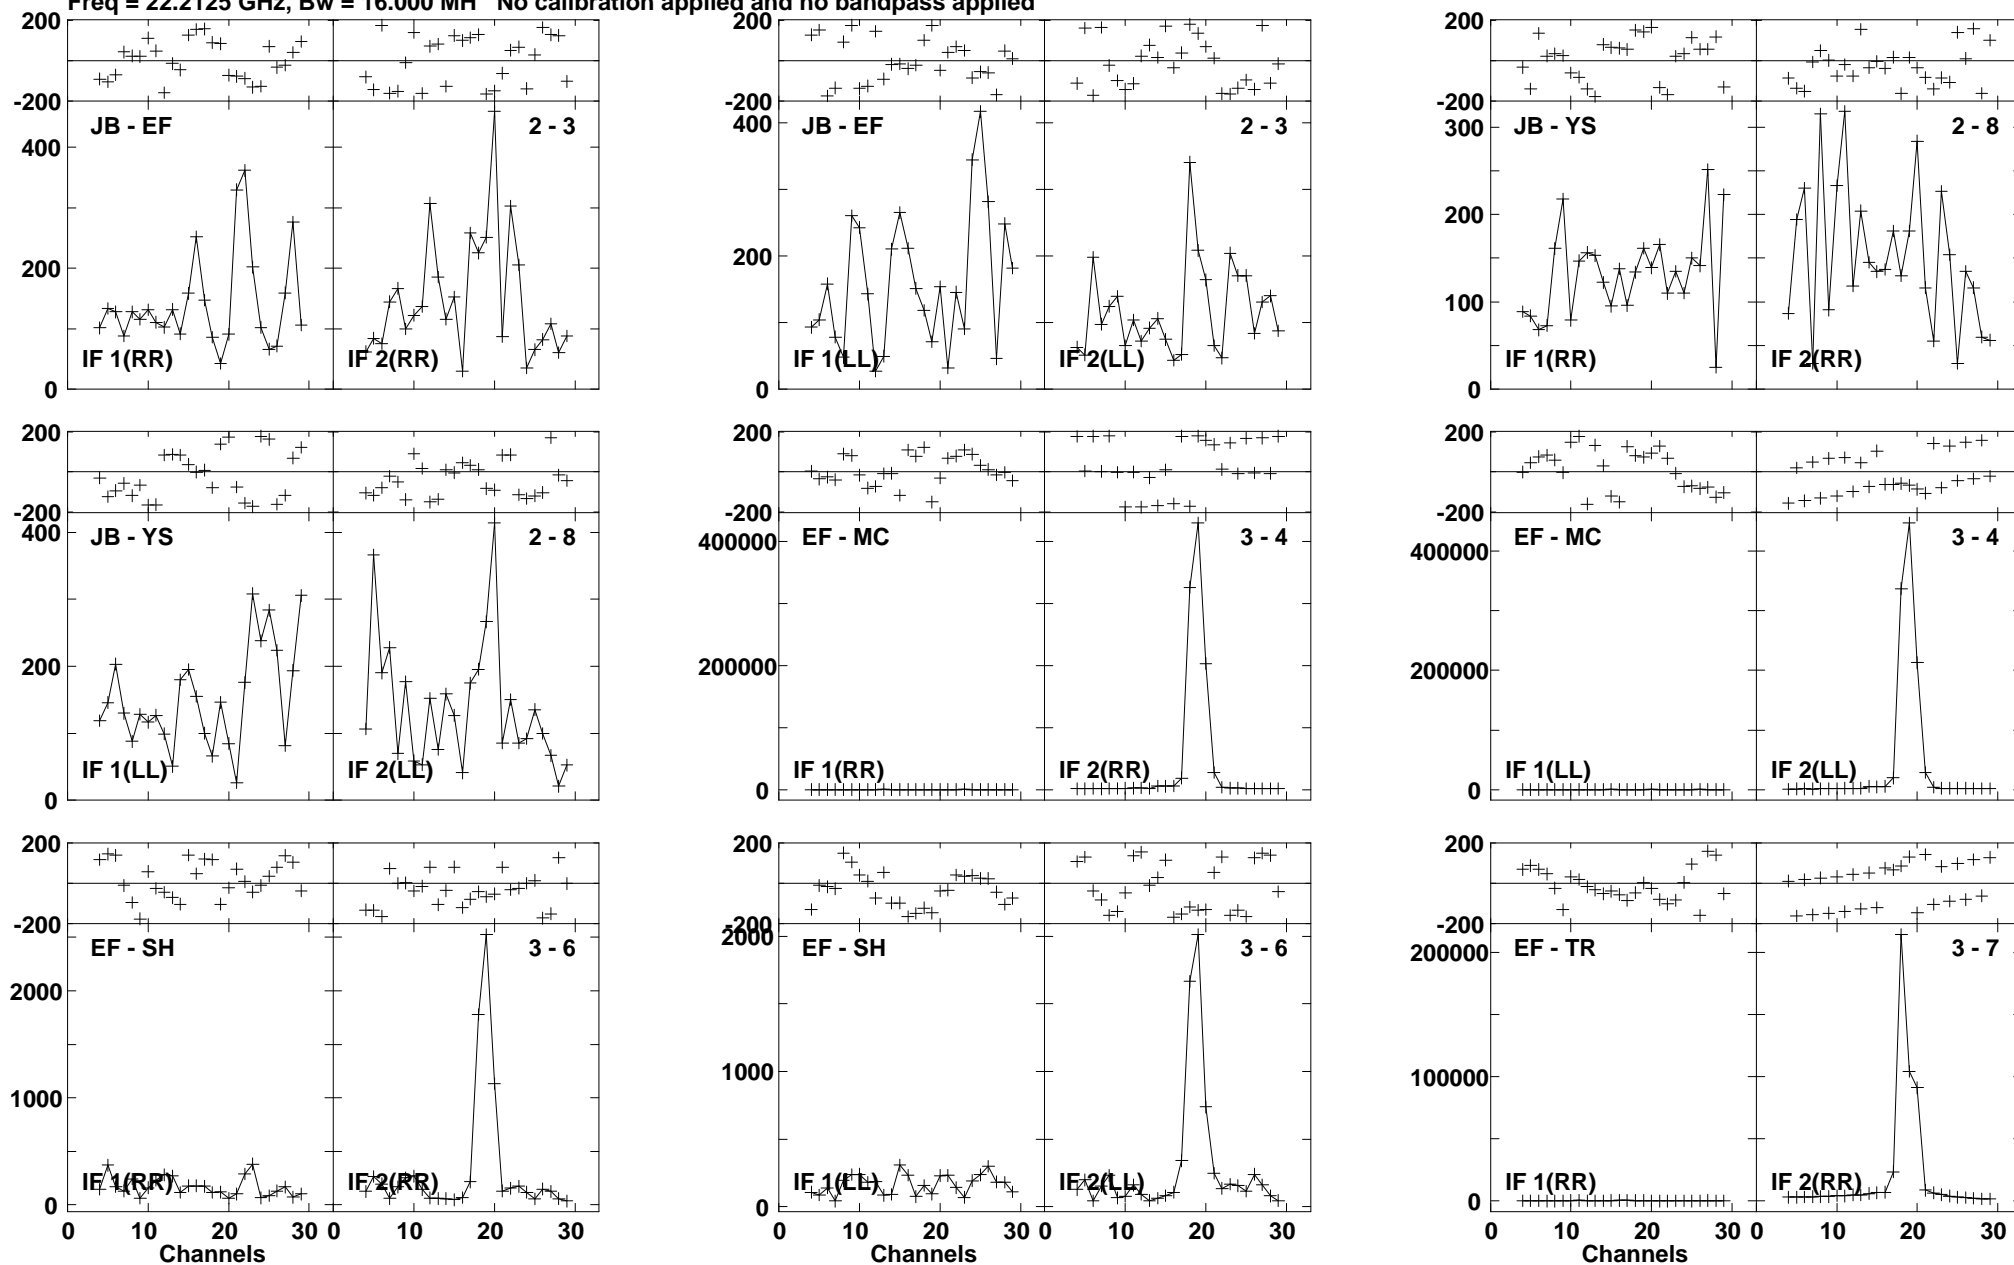 Freq = 22.2125 GHz, Bw = 16.000 MH No calibration applied and no bandpass applied
200
-200
JB - EF
2 - 3
400
200
0
IF 1(RR)
IF 2(RR)
200
-200
JB - EF
2 - 3
400
200
0
IF 1(LL)
IF 2(LL)
200
-200
JB - YS
2 - 8
300
200
100
0
IF 1(RR)
IF 2(RR)
200
-200
JB - YS
2 - 8
400
200
0
IF 1(LL)
IF 2(LL)
200
-200
EF - MC
3 - 4
400000
200000
0
IF 1(RR)
IF 2(RR)
200
-200
EF - MC
3 - 4
400000
200000
0
IF 1(LL)
IF 2(LL)
200
-200
EF - SH
3 - 6
2000
1000
0
IF 1(RR)
IF 2(RR)
0 10 20 30 0 10 20 30
Channels
200
-200
EF - SH
3 - 6
2000
1000
0
IF 1(LL)
IF 2(LL)
0 10 20 30 0 10 20 30
Channels
200
-200
EF - TR
3 - 7
200000
100000
0
IF 1(RR)
IF 2(RR)
0 10 20 30 0 10 20 30
Channels